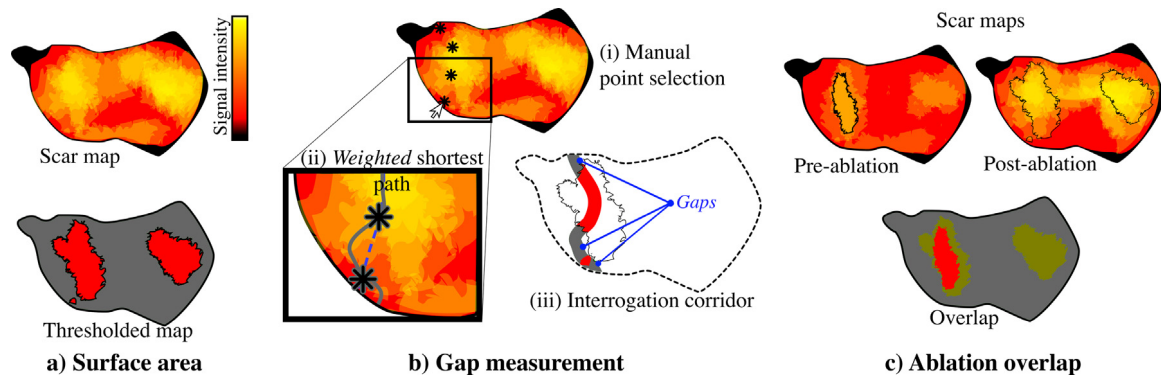 Signal intensity
Scar map
Thresholded map
a) Surface area
(i) Manual
point selection
(ii) Weighted shortest
path
Gaps
(iii) Interrogation corridor
b) Gap measurement
Scar maps
Pre-ablation
Post-ablation
Overlap
c) Ablation overlap